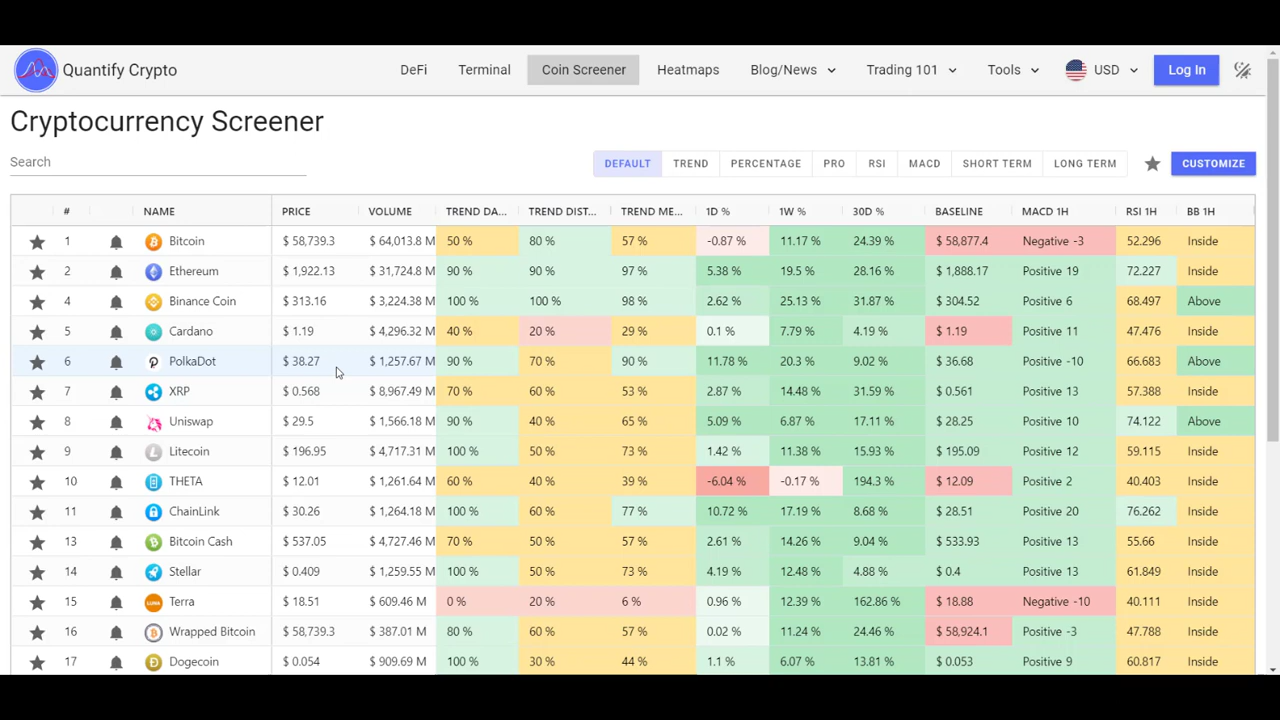 Quantify Crypto DeFi Terminal Coin Screener Heatmaps Blog/News Trading 101 Tools USD Log In
Cryptocurrency Screener
Search DEFAULT TREND PERCENTAGE PRO RSI MACD SHORT TERM LONG TERM CUSTOMIZE
# NAME PRICE VOLUME TREND DA... TREND DIST... TREND ME... 1D % 1W % 30D % BASELINE MACD 1H RSI 1H BB 1H
1 Bitcoin $ 58,739.3 $ 64,013.8 M 50 % 80 % 57 % -0.87 % 11.17 % 24.39 % $ 58,877.4 Negative -3 52.296 Inside
2 Ethereum $ 1,922.13 $ 31,724.8 M 90 % 90 % 97 % 5.38 % 19.5 % 28.16 % $ 1,888.17 Positive 19 72.227 Inside
4 Binance Coin $ 313.16 $ 3,224.38 M 100 % 100 % 98 % 2.62 % 25.13 % 31.87 % $ 304.52 Positive 6 68.497 Above
5 Cardano $ 1.19 $ 4,296.32 M 40 % 20 % 29 % 0.1 % 7.79 % 4.19 % $ 1.19 Positive 11 47.476 Inside
6 PolkaDot $ 38.27 $ 1,257.67 M 90 % 70 % 90 % 11.78 % 20.3 % 9.02 % $ 36.68 Positive -10 66.683 Above
7 XRP $ 0.568 $ 8,967.49 M 70 % 60 % 53 % 2.87 % 14.48 % 31.59 % $ 0.561 Positive 13 57.388 Inside
8 Uniswap $ 29.5 $ 1,566.18 M 90 % 40 % 65 % 5.09 % 6.87 % 17.11 % $ 28.25 Positive 10 74.122 Above
9 Litecoin $ 196.95 $ 4,717.31 M 100 % 50 % 73 % 1.42 % 11.38 % 15.93 % $ 195.09 Positive 12 59.115 Inside
10 THETA $ 12.01 $ 1,261.64 M 60 % 40 % 39 % -6.04 % -0.17 % 194.3 % $ 12.09 Positive 2 40.403 Inside
11 ChainLink $ 30.26 $ 1,264.18 M 100 % 60 % 77 % 10.72 % 17.19 % 8.68 % $ 28.51 Positive 20 76.262 Inside
13 Bitcoin Cash $ 537.05 $ 4,727.46 M 70 % 50 % 57 % 2.61 % 14.26 % 9.04 % $ 533.93 Positive 13 55.66 Inside
14 Stellar $ 0.409 $ 1,259.55 M 100 % 50 % 73 % 4.19 % 12.48 % 4.88 % $ 0.4 Positive 13 61.849 Inside
15 Terra $ 18.51 $ 609.46 M 0 % 20 % 6 % 0.96 % 12.39 % 162.86 % $ 18.88 Negative -10 40.111 Inside
16 Wrapped Bitcoin $ 58,739.3 $ 387.01 M 80 % 60 % 57 % 0.02 % 11.24 % 24.46 % $ 58,924.1 Positive -3 47.788 Inside
17 Dogecoin $ 0.054 $ 909.69 M 100 % 30 % 44 % 1.1 % 6.07 % 13.81 % $ 0.053 Positive 9 60.817 Inside